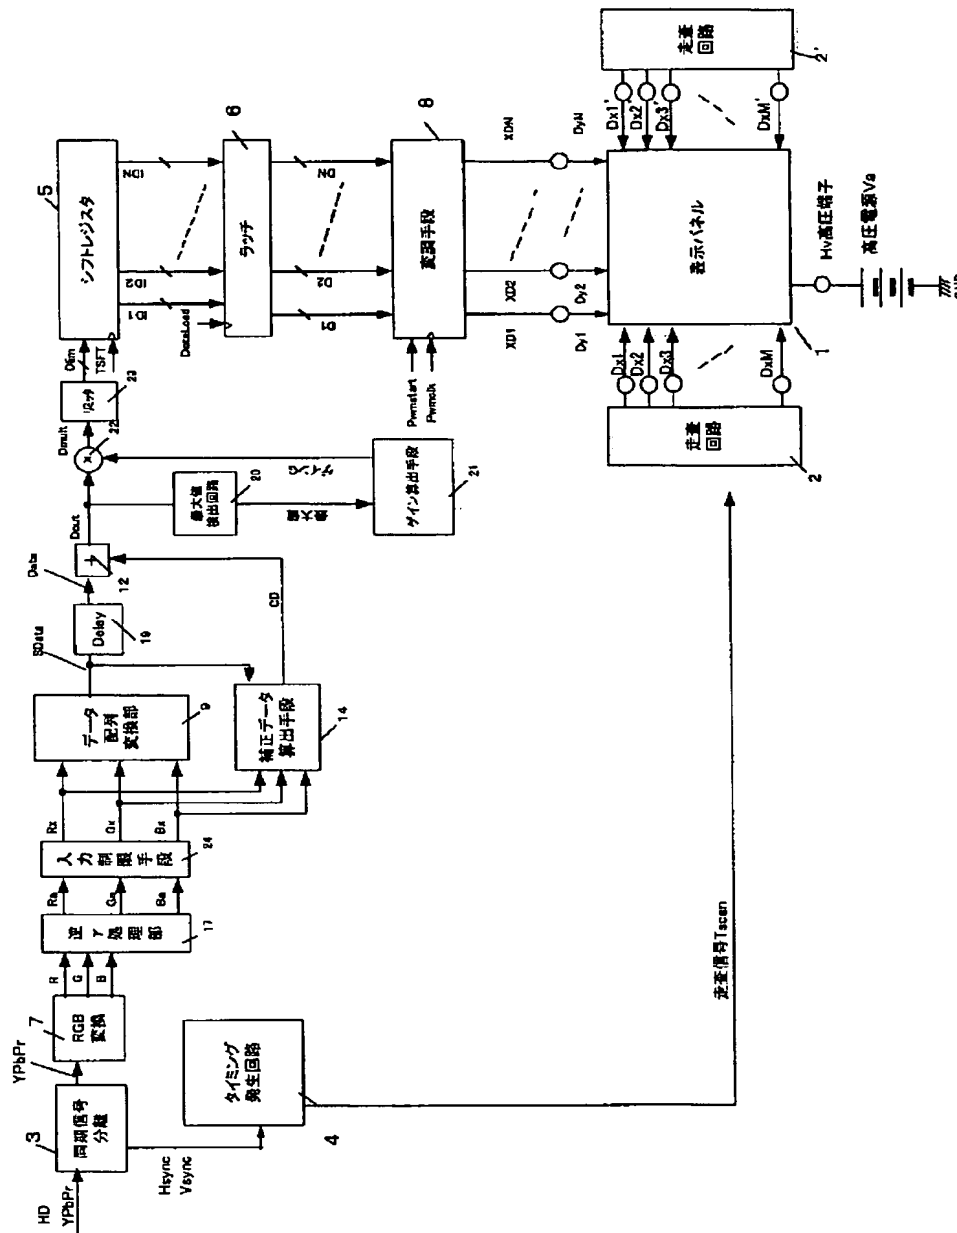 HD
YPbPr
3
同期信号
分離
YPbPr
Hsync
Vsync
7
RGB
変換
R
G
B
逆γ処理部
17
Ra
Ga
Ba
入力制限手段
24
Rx
Gx
Bx
データ
配列
変換部
9
SData
補正データ
算出手段
14
CD
Delay
19
Data
+
12
Dout
最大値
検出回路
20
最大値
ゲイン算出手段
21
ゲインG
×
22
Dmult
リミッタ
23
Dlim
TSFT
シフトレジスタ
5
ID1
ID2
IDN
DataLoad
ラッチ
6
D1
D2
DN
Pwmstart
Pwmclk
変調手段
8
XD1
XD2
XDN
Dy1
Dy2
DyN
タイミング
発生回路
4
走査信号Tscan
走査
回路
2
Dx1
Dx2
Dx3
DxM
表示パネル
1
走査
回路
2'
Dx1'
Dx2'
Dx3'
DxM'
Hv高圧端子
高圧電源Va
GND